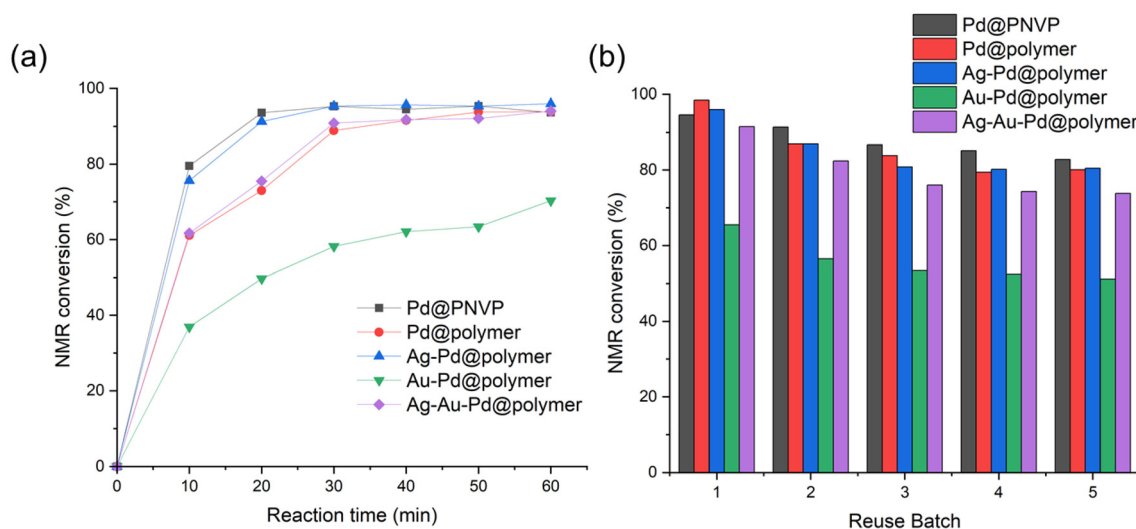 (a)
100
80
60
40
20
0
NMR conversion (%)
0 10 20 30 40 50 60
Reaction time (min)
Pd@PNVP
Pd@polymer
Ag-Pd@polymer
Au-Pd@polymer
Ag-Au-Pd@polymer
(b)
Pd@PNVP
Pd@polymer
Ag-Pd@polymer
Au-Pd@polymer
Ag-Au-Pd@polymer
100
80
60
40
20
0
NMR conversion (%)
1 2 3 4 5
Reuse Batch